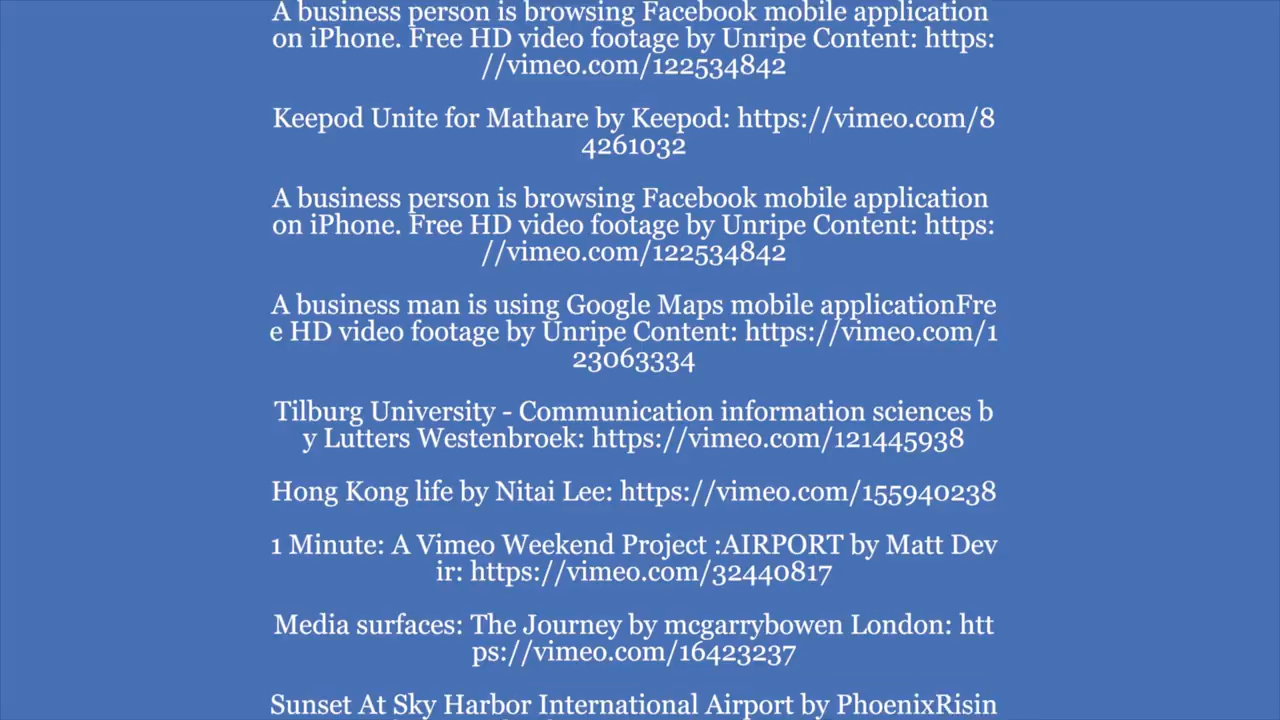 A business person is browsing Facebook mobile application
on iPhone. Free HD video footage by Unripe Content: https:
//vimeo.com/122534842
Keepod Unite for Mathare by Keepod: https://vimeo.com/8
4261032
A business person is browsing Facebook mobile application
on iPhone. Free HD video footage by Unripe Content: https:
//vimeo.com/122534842
A business man is using Google Maps mobile applicationFre
e HD video footage by Unripe Content: https://vimeo.com/1
23063334
Tilburg University - Communication information sciences b
y Lutters Westenbroek: https://vimeo.com/121445938
Hong Kong life by Nitai Lee: https://vimeo.com/155940238
1 Minute: A Vimeo Weekend Project :AIRPORT by Matt Dev
ir: https://vimeo.com/32440817
Media surfaces: The Journey by mcgarrybowen London: htt
ps://vimeo.com/16423237
Sunset At Sky Harbor International Airport by PhoenixRisin